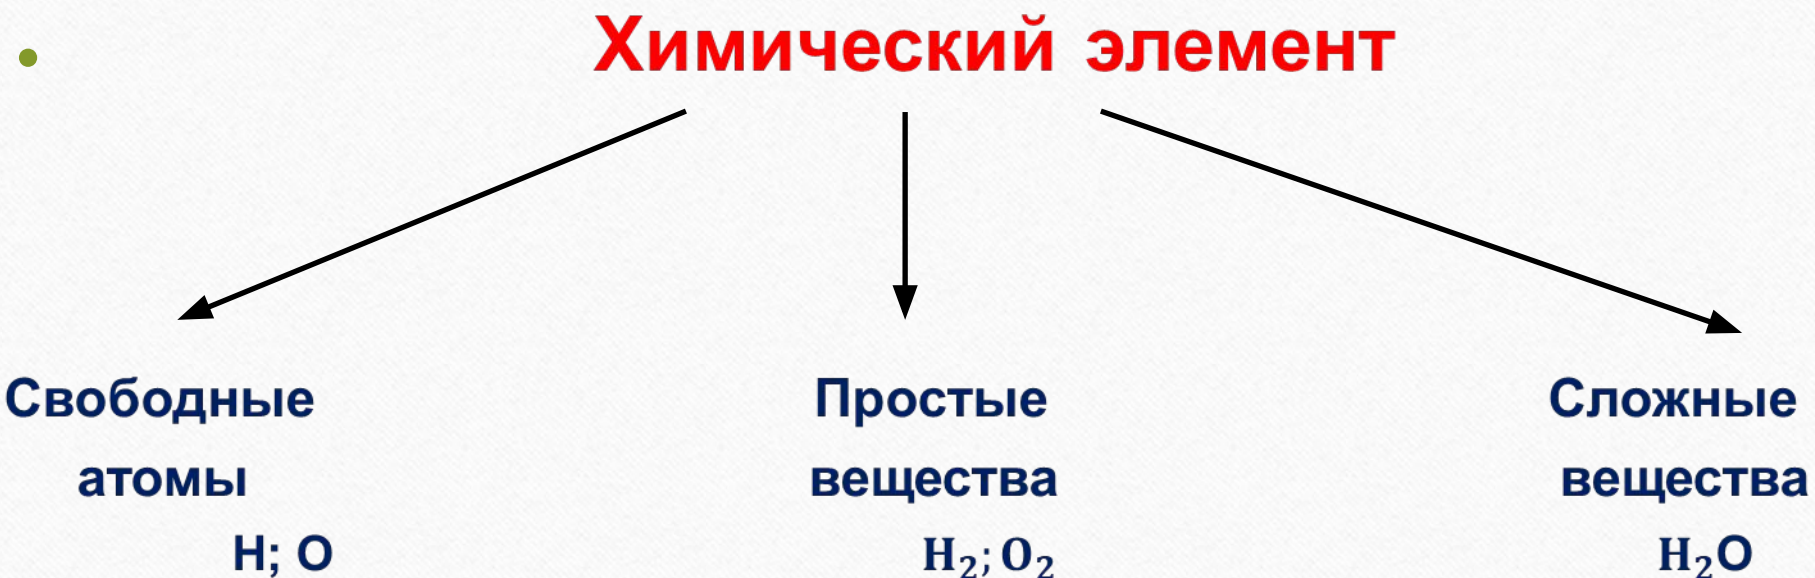 Химический элемент
Свободные атомы
H; O
Простые вещества
H₂; O₂
Сложные вещества
H₂O